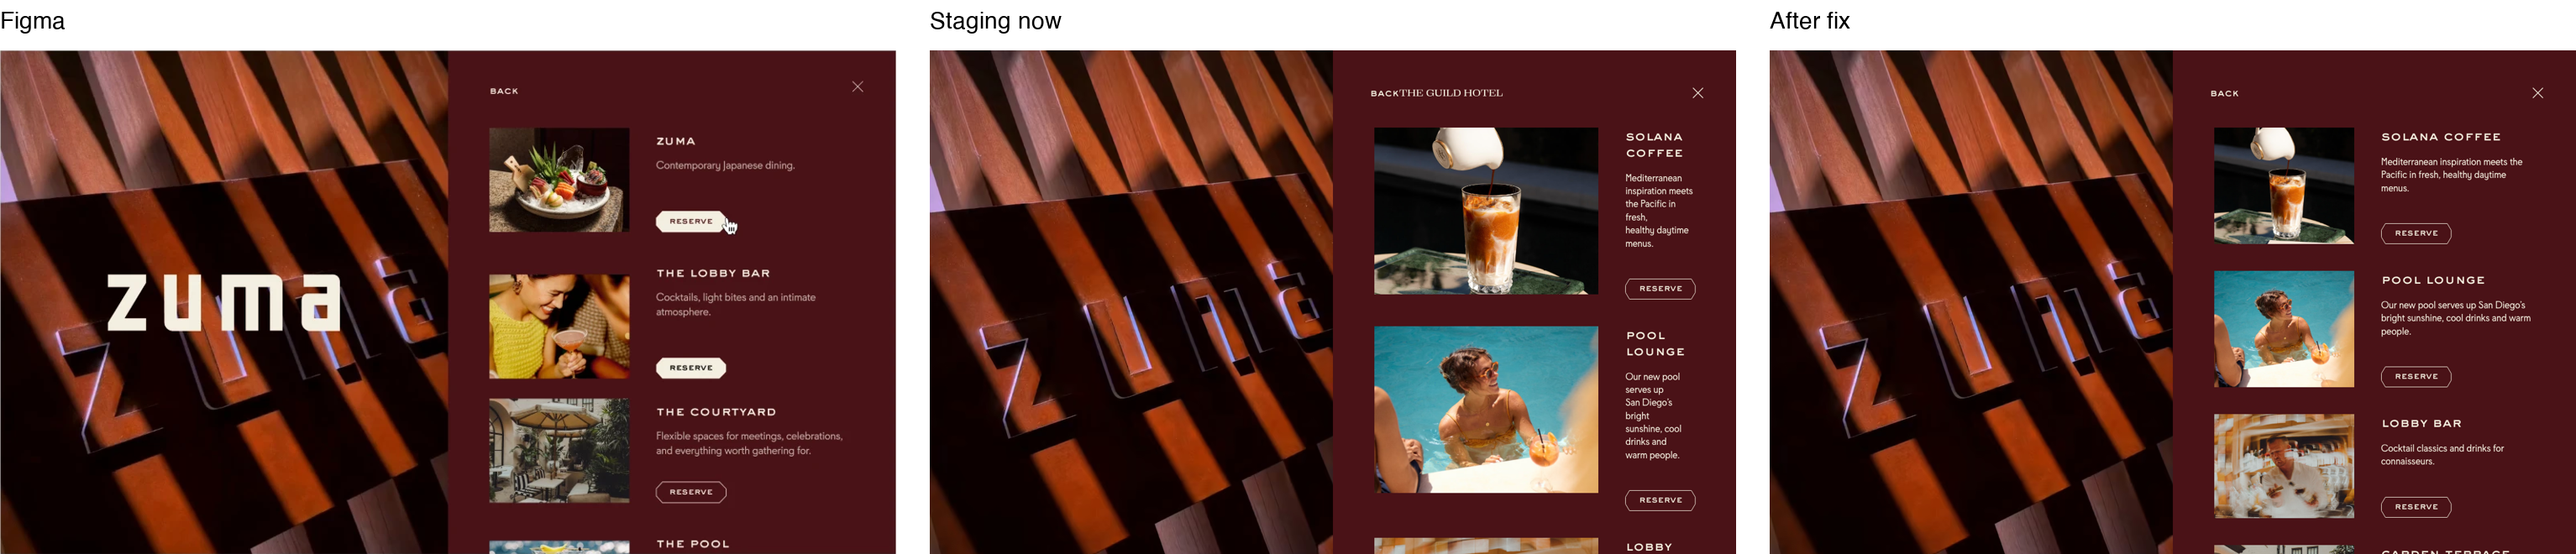 Figma
BACK
zuma
ZUMA
Contemporary Japanese dining.
RESERVE
THE LOBBY BAR
Cocktails, light bites and an intimate
atmosphere.
RESERVE
THE COURTYARD
Flexible spaces for meetings, celebrations,
and everything worth gathering for.
RESERVE
THE POOL
Staging now
BACKTHE GUILD HOTEL
SOLANA
COFFEE
Mediterranean
inspiration meets
the Pacific in
fresh,
healthy daytime
menus.
RESERVE
POOL
LOUNGE
Our new pool
serves up
San Diego's
bright
sunshine, cool
drinks and
warm people.
RESERVE
LOBBY
After fix
BACK
SOLANA COFFEE
Mediterranean inspiration meets the
Pacific in fresh, healthy daytime
menus.
RESERVE
POOL LOUNGE
Our new pool serves up San Diego's
bright sunshine, cool drinks and warm
people.
RESERVE
LOBBY BAR
Cocktail classics and drinks for
connaisseurs.
RESERVE